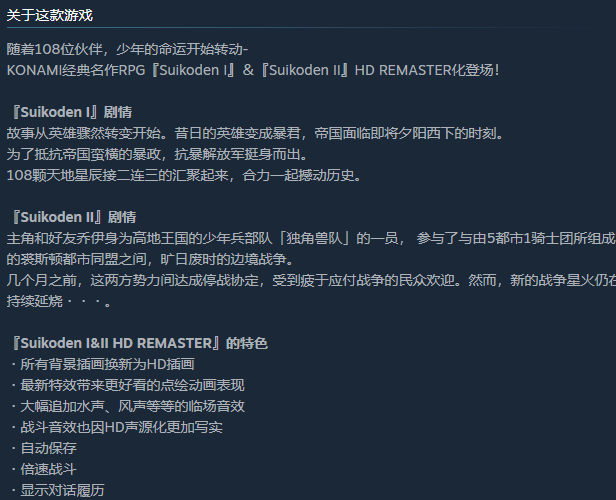 关于这款游戏
随着108位伙伴，少年的命运开始转动-
KONAMI经典名作RPG『Suikoden I』＆『Suikoden II』HD REMASTER化登场！
『Suikoden I』剧情
故事从英雄骤然转变开始。昔日的英雄变成暴君，帝国面临即将夕阳西下的时刻。
为了抵抗帝国蛮横的暴政，抗暴解放军挺身而出。
108颗天地星辰接二连三的汇聚起来，合力一起撼动历史。
『Suikoden II』剧情
主角和好友乔伊身为高地王国的少年兵部队「独角兽队」的一员， 参与了与由5都市1骑士团所组成
的裘斯顿都市同盟之间，旷日废时的边境战争。
几个月之前，这两方势力间达成停战协定，受到疲于应付战争的民众欢迎。然而，新的战争星火仍在
持续延烧・・・。
『Suikoden I&II HD REMASTER』的特色
・所有背景插画换新为HD插画
・最新特效带来更好看的点绘动画表现
・大幅追加水声、风声等等的临场音效
・战斗音效也因HD声源化更加写实
・自动保存
・倍速战斗
・显示对话履历